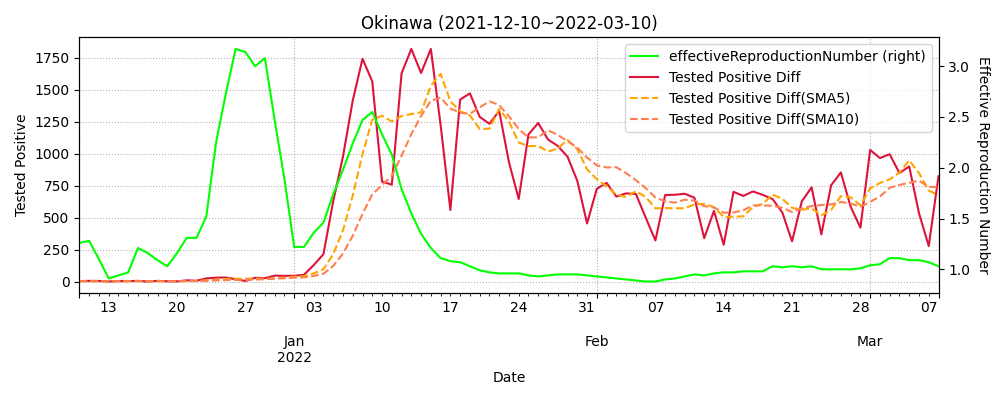 Okinawa (2021-12-10~2022-03-10)
effectiveReproductionNumber (right)
Tested Positive Diff
Tested Positive Diff(SMA5)
Tested Positive Diff(SMA10)
Tested Positive
1750
1500
1250
1000
750
500
250
0
3.0
2.5
2.0
1.5
1.0
Effective Reproduction Number
13 20 27 03 10 17 24 31 07 14 21 28 07
Jan Feb Mar
2022
Date